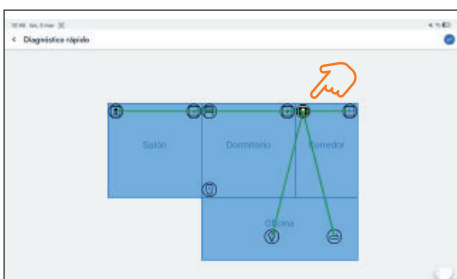 Diagnóstico rápido
Salón
Dormitorio
Corredor
Oficina